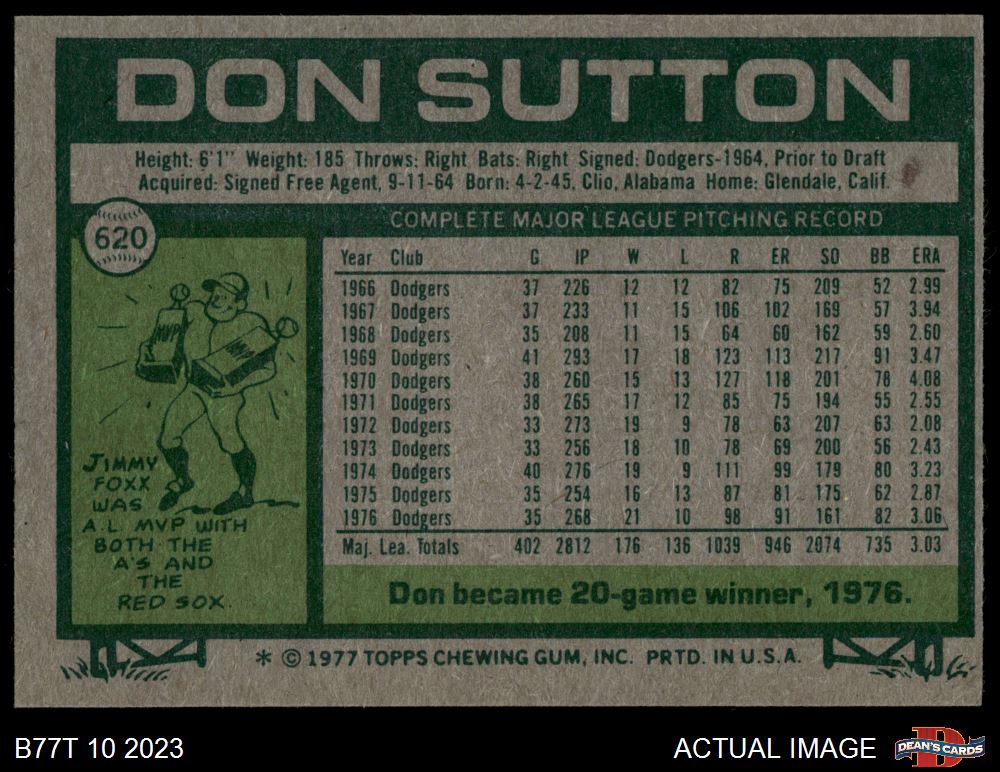 DON SUTTON
Height: 6'1" Weight: 185 Throws: Right Bats: Right Signed: Dodgers-1964, Prior to Draft
Acquired: Signed Free Agent, 9-11-64 Born: 4-2-45, Clio, Alabama Home: Glendale, Calif.
620
MVP
MVP
JIMMY
FOXX
WAS
A.L. MVP WITH
BOTH THE
A'S AND
THE
RED SOX.
COMPLETE MAJOR LEAGUE PITCHING RECORD
Year Club G IP W L R ER SO BB ERA
1966 Dodgers 37 226 12 12 82 75 209 52 2.99
1967 Dodgers 37 233 11 15 106 102 169 57 3.94
1968 Dodgers 35 208 11 15 64 60 162 59 2.60
1969 Dodgers 41 293 17 18 123 113 217 91 3.47
1970 Dodgers 38 260 15 13 127 118 201 78 4.08
1971 Dodgers 38 265 17 12 85 75 194 55 2.55
1972 Dodgers 33 273 19 9 78 63 207 63 2.08
1973 Dodgers 33 256 18 10 78 69 200 56 2.43
1974 Dodgers 40 276 19 9 111 99 179 80 3.23
1975 Dodgers 35 254 16 13 87 81 175 62 2.87
1976 Dodgers 35 268 21 10 98 91 161 82 3.06
Maj. Lea. Totals 402 2812 176 136 1039 946 2074 735 3.03
Don became 20-game winner, 1976.
* © 1977 TOPPS CHEWING GUM, INC. PRTD. IN U.S.A.
B77T 10 2023
ACTUAL IMAGE
DEAN'S CARDS